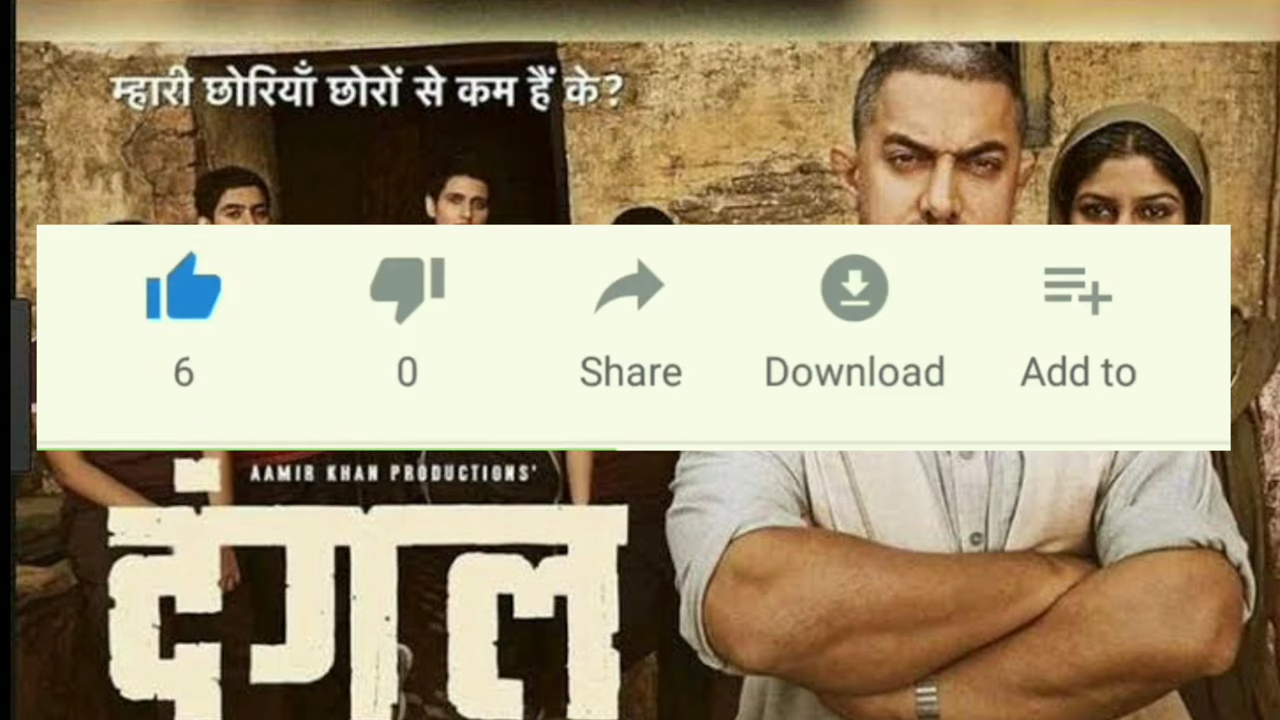 म्हारी छोरियाँ छोरों से कम हैं के?
6
0
Share
Download
Add to
AAMIR KHAN PRODUCTIONS'
दंगल